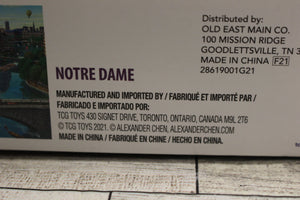 Distributed by:
OLD EAST MAIN CO.
100 MISSION RIDGE
GOODLETTSVILLE, TN 3
MADE IN CHINA F21
28619001G21
NOTRE DAME
MANUFACTURED AND IMPORTED BY / FABRIQUÉ ET IMPORTÉ PAR /
FABRICADO E IMPORTADO POR:
TCG TOYS 430 SIGNET DRIVE, TORONTO, ONTARIO, CANADA M9L 2T6
© TCG TOYS 2021. © ALEXANDER CHEN, ALEXANDERCHEN.COM
MADE IN CHINA / FABRIQUÉ EN CHINE / HECHO EN CHINA.